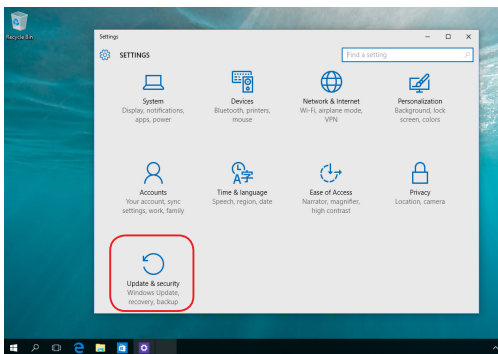 Recycle Bin
Settings
SETTINGS
Find a setting
System
Display, notifications,
apps, power
Devices
Bluetooth, printers,
mouse
Network & Internet
Wi-Fi, airplane mode,
VPN
Personalization
Background, lock
screen, colors
Accounts
Your account, sync
settings, work, family
Time & language
Speech, region, date
Ease of Access
Narrator, magnifier,
high contrast
Privacy
Location, camera
Update & security
Windows Update,
recovery, backup